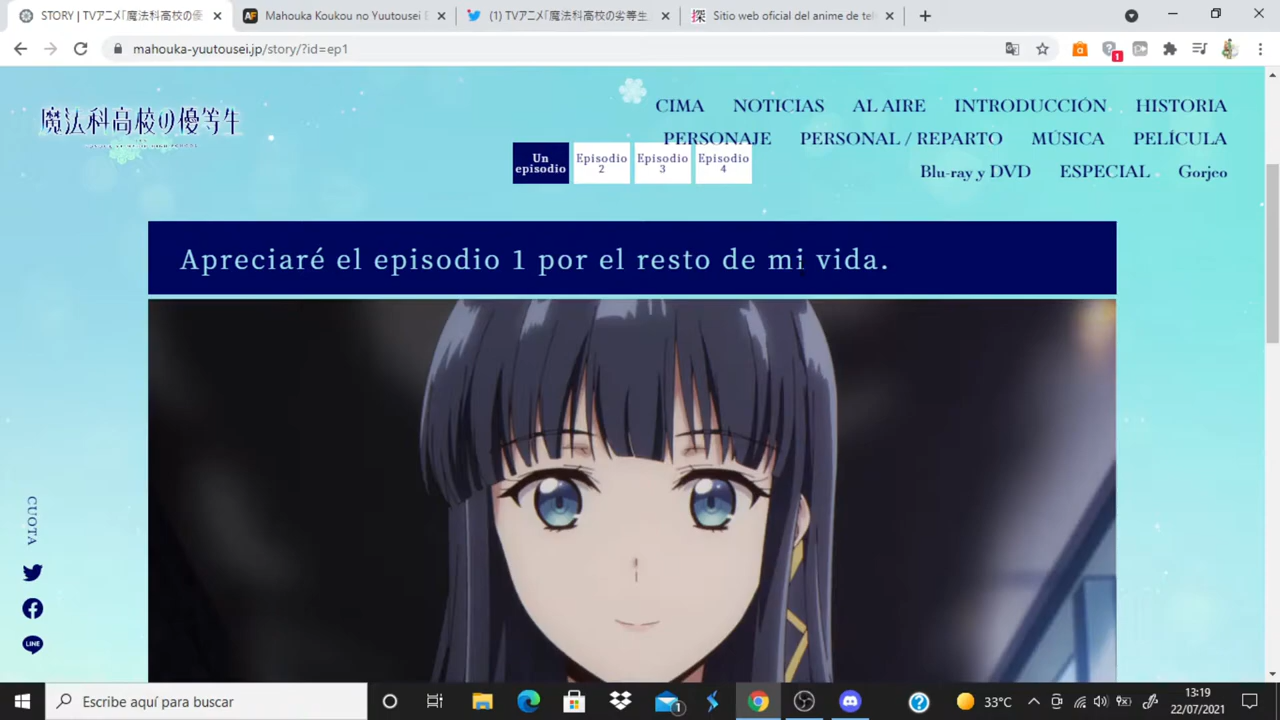 STORY | TVアニメ「魔法科高校の優
Mahouka Koukou no Yuutousei E
(1) TVアニメ「魔法科高校の劣等生
Sitio web oficial del anime de tel
mahouka-yuutousei.jp/story/?id=ep1
1
魔法科高校の優等生
CIMA NOTICIAS AL AIRE INTRODUCCIÓN HISTORIA
PERSONAJE PERSONAL / REPARTO MÚSICA PELÍCULA
Blu-ray y DVD ESPECIAL Gorjeo
Un
episodio
Episodio
2
Episodio
3
Episodio
4
Apreciaré el episodio 1 por el resto de mi vida.
CUOTA
LINE
Escribe aquí para buscar
1
33°C
13:19
22/07/2021